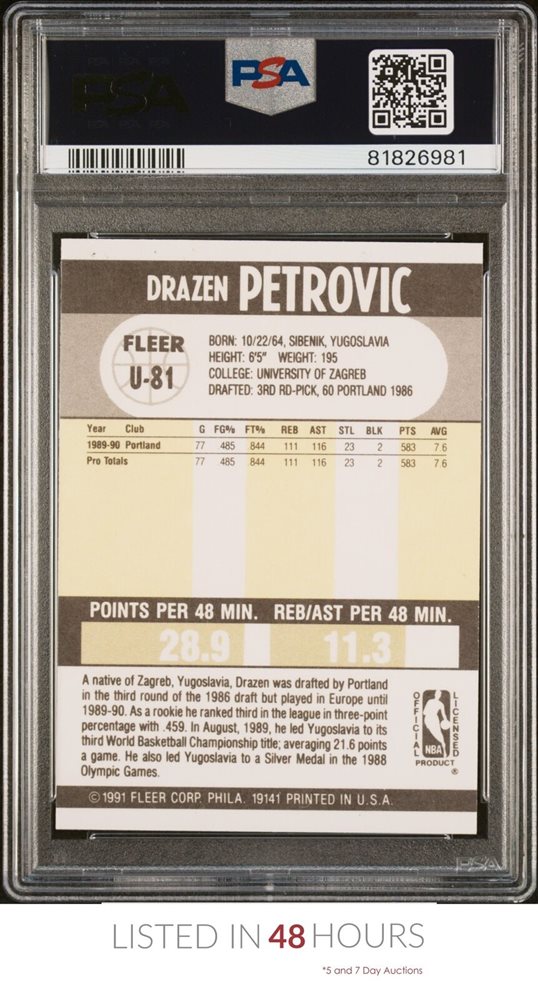 PSA
PSA
81826981
DRAZEN PETROVIC
FLEER
U-81
BORN: 10/22/64, SIBENIK, YUGOSLAVIA
HEIGHT: 6'5" WEIGHT: 195
COLLEGE: UNIVERSITY OF ZAGREB
DRAFTED: 3RD RD-PICK, 60 PORTLAND 1986
Year Club G FG% FT% REB AST STL BLK PTS AVG
1989-90 Portland 77 485 844 111 116 23 2 583 7.6
Pro Totals 77 485 844 111 116 23 2 583 7.6
POINTS PER 48 MIN. REB/AST PER 48 MIN.
28.9 11.3
A native of Zagreb, Yugoslavia, Drazen was drafted by Portland
in the third round of the 1986 draft but played in Europe until
1989-90. As a rookie he ranked third in the league in three-point
percentage with .459. In August, 1989, he led Yugoslavia to its
third World Basketball Championship title; averaging 21.6 points
a game. He also led Yugoslavia to a Silver Medal in the 1988
Olympic Games.
OFFICIAL
NBA
LICENSED
PRODUCT
®
© 1991 FLEER CORP. PHILA. 19141 PRINTED IN U.S.A.
PSA
LISTED IN 48 HOURS
*5 and 7 Day Auctions